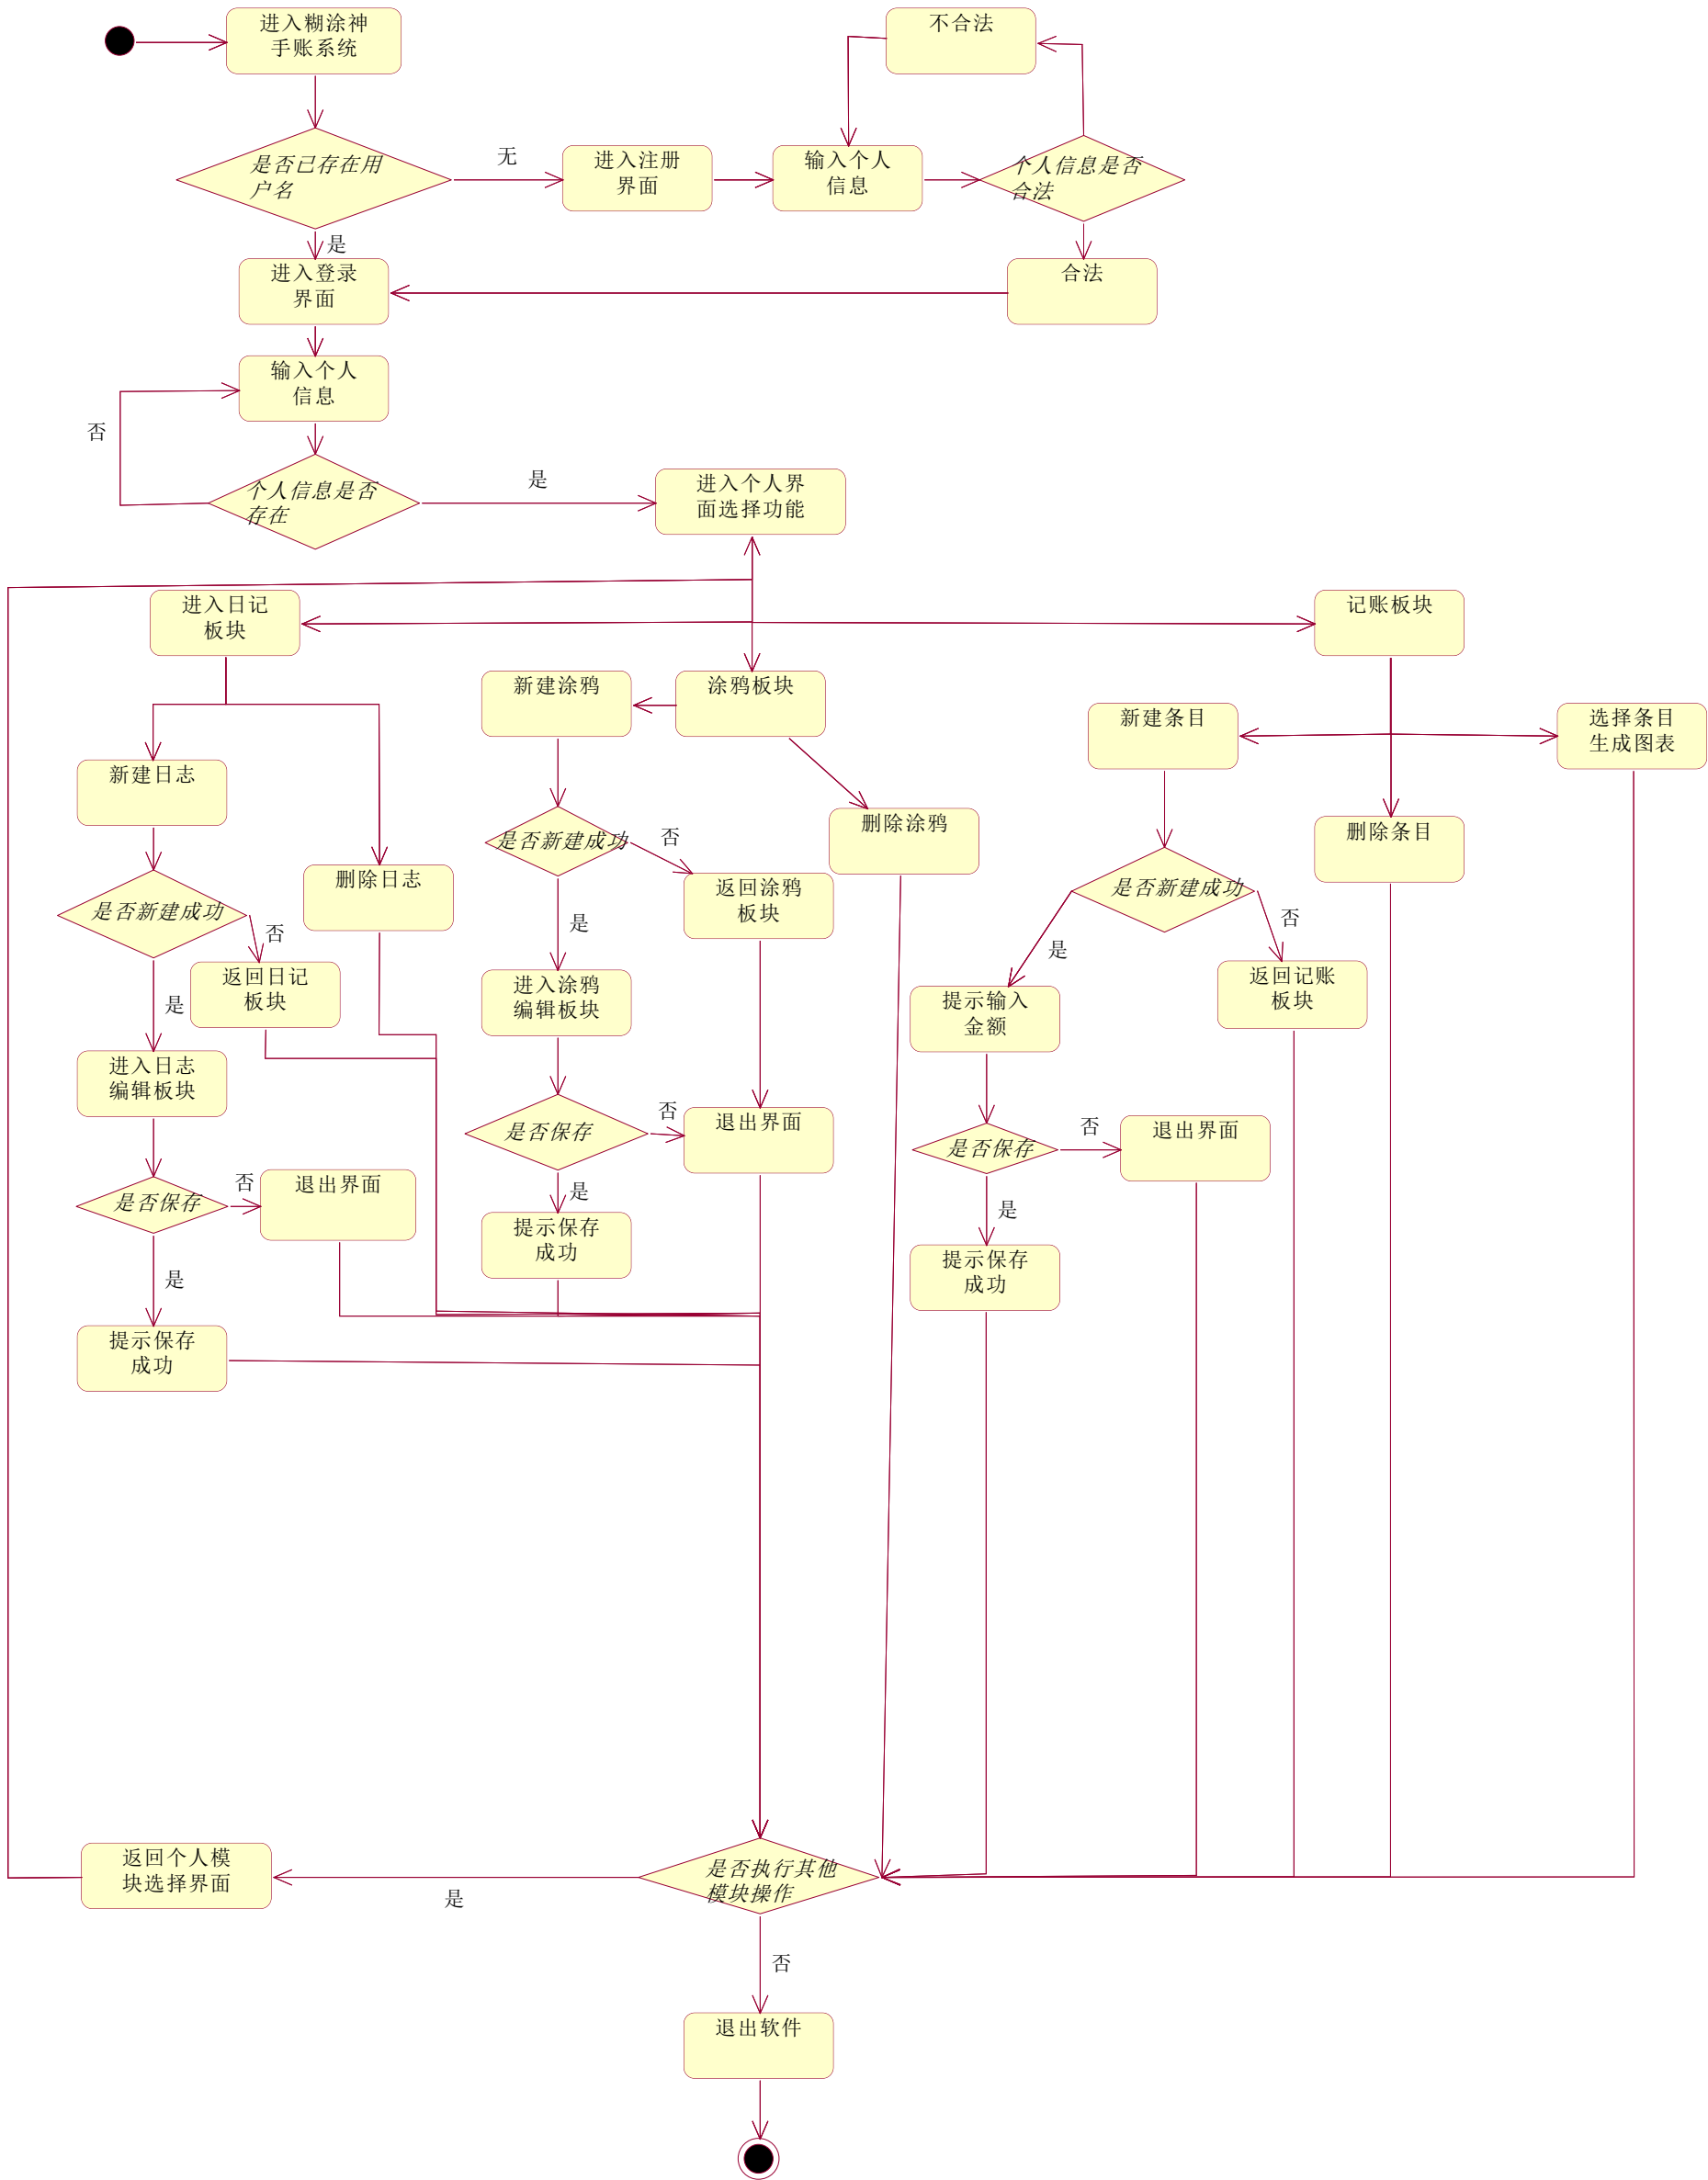 进入糊涂神
手账系统
不合法
是否已存在用
户名
无
进入注册
界面
输入个人
信息
个人信息是否
合法
是
进入登录
界面
合法
输入个人
信息
否
个人信息是否
存在
是
进入个人界
面选择功能
进入日记
板块
记账板块
新建涂鸦
涂鸦板块
新建条目
选择条目
生成图表
新建日志
删除涂鸦
删除条目
是否新建成功
否
删除日志
返回涂鸦
板块
是否新建成功
否
是否新建成功
否
是
是
返回日记
板块
是
进入涂鸦
编辑板块
提示输入
金额
返回记账
板块
进入日志
编辑板块
是否保存
否
退出界面
是否保存
否
退出界面
是否保存
否
退出界面
是
提示保存
成功
是
提示保存
成功
是
提示保存
成功
返回个人模
块选择界面
是
是否执行其他
模块操作
否
退出软件